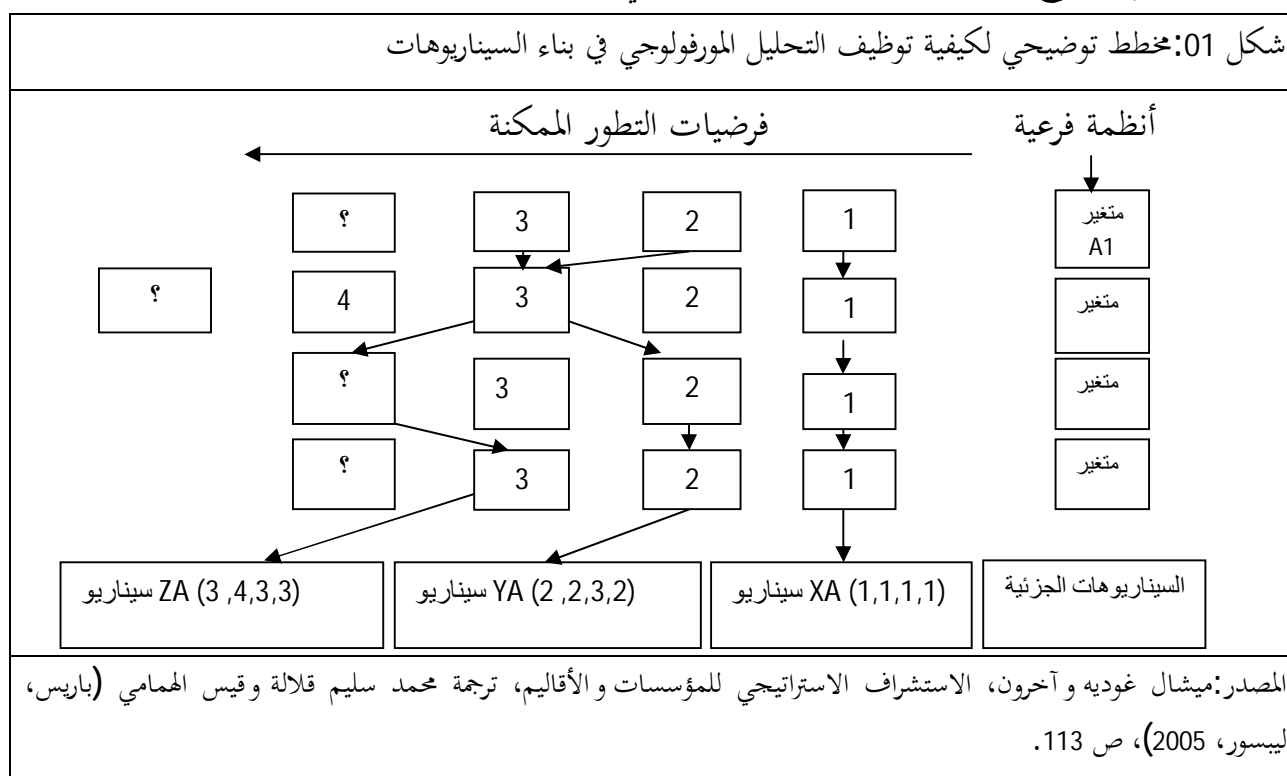 شكل 01:مخطط توضيحي لكيفية توظيف التحليل المورفولوجي في بناء السيناريوهات
أنظمة فرعية فرضيات التطور الممكنة
متغير 1 2 3 ؟
A1
متغير 1 2 3 4 ؟
متغير 1 2 3 ؟
متغير 1 2 3 ؟
السيناريوهات الجزئية سيناريو XA (1,1,1,1) سيناريو YA (2 ,2,3,2) سيناريو ZA (3 ,4,3,3)
المصدر:ميشال غوديه وآخرون، الاستشراف الاستراتيجي للمؤسسات والأقاليم، ترجمة محمد سليم قلالة وقيس الهمامي (باريس،
ليبسور، 2005)، ص 113.